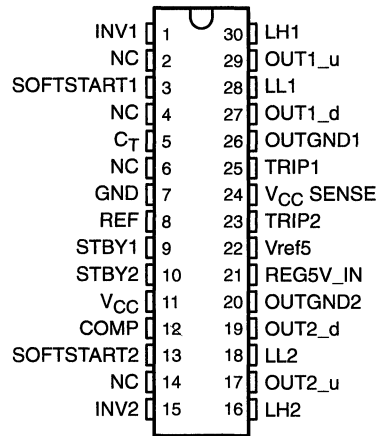 INV1 1 30 LH1
NC 2 29 OUT1_u
SOFTSTART1 3 28 LL1
NC 4 27 OUT1_d
CT 5 26 OUTGND1
NC 6 25 TRIP1
GND 7 24 VCC SENSE
REF 8 23 TRIP2
STBY1 9 22 Vref5
STBY2 10 21 REG5V_IN
VCC 11 20 OUTGND2
COMP 12 19 OUT2_d
SOFTSTART2 13 18 LL2
NC 14 17 OUT2_u
INV2 15 16 LH2